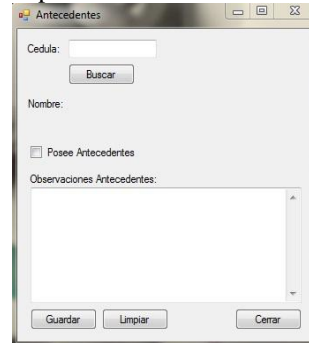 Antecedentes
Cedula:
Buscar
Nombre:
Posee Antecedentes
Observaciones Antecedentes:
Guardar Limpiar Cerrar